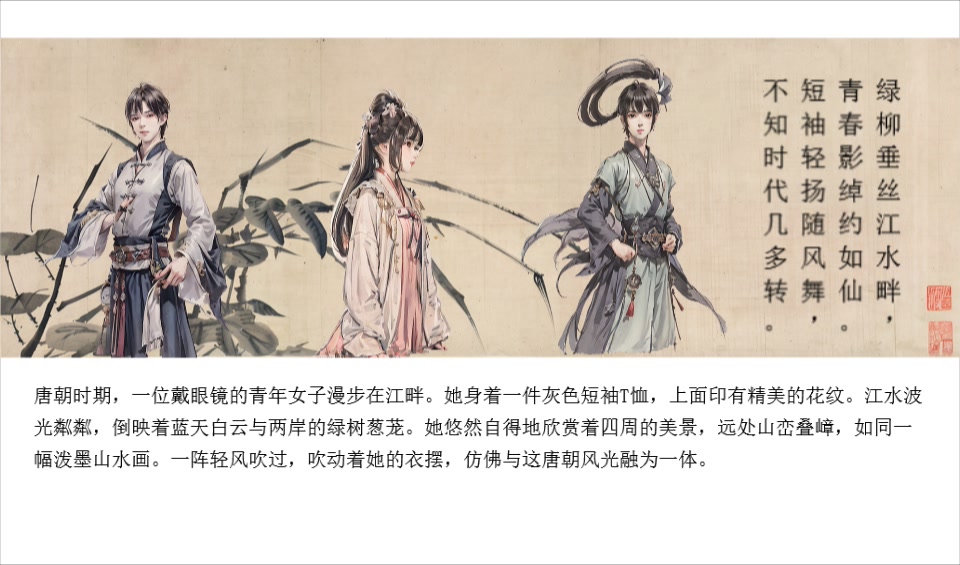 绿柳垂丝江水畔，
青春影绰约如仙。
短袖轻扬随风舞，
不知时代几多转。
唐朝时期，一位戴眼镜的青年女子漫步在江畔。她身着一件灰色短袖T恤，上面印有精美的花纹。江水波
光粼粼，倒映着蓝天白云与两岸的绿树葱茏。她悠然自得地欣赏着四周的美景，远处山峦叠嶂，如同一
幅泼墨山水画。一阵轻风吹过，吹动着她的衣摆，仿佛与这唐朝风光融为一体。